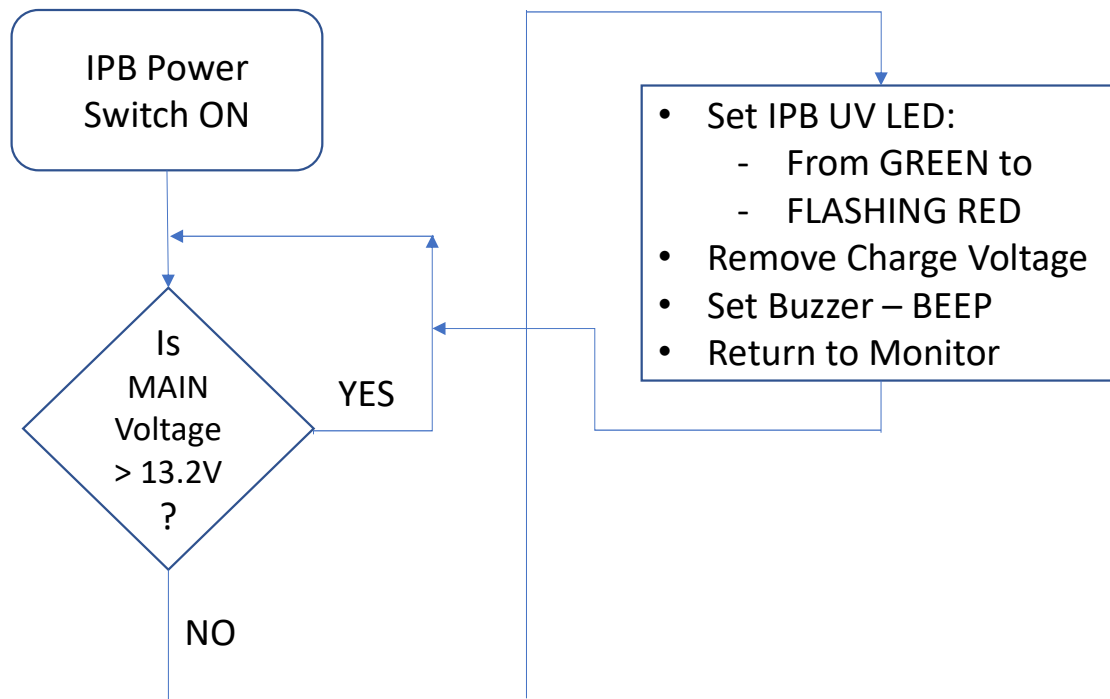 IPB Power
Switch ON
Is
MAIN
Voltage
> 13.2V
?
YES
NO
• Set IPB UV LED:
- From GREEN to
- FLASHING RED
• Remove Charge Voltage
• Set Buzzer – BEEP
• Return to Monitor